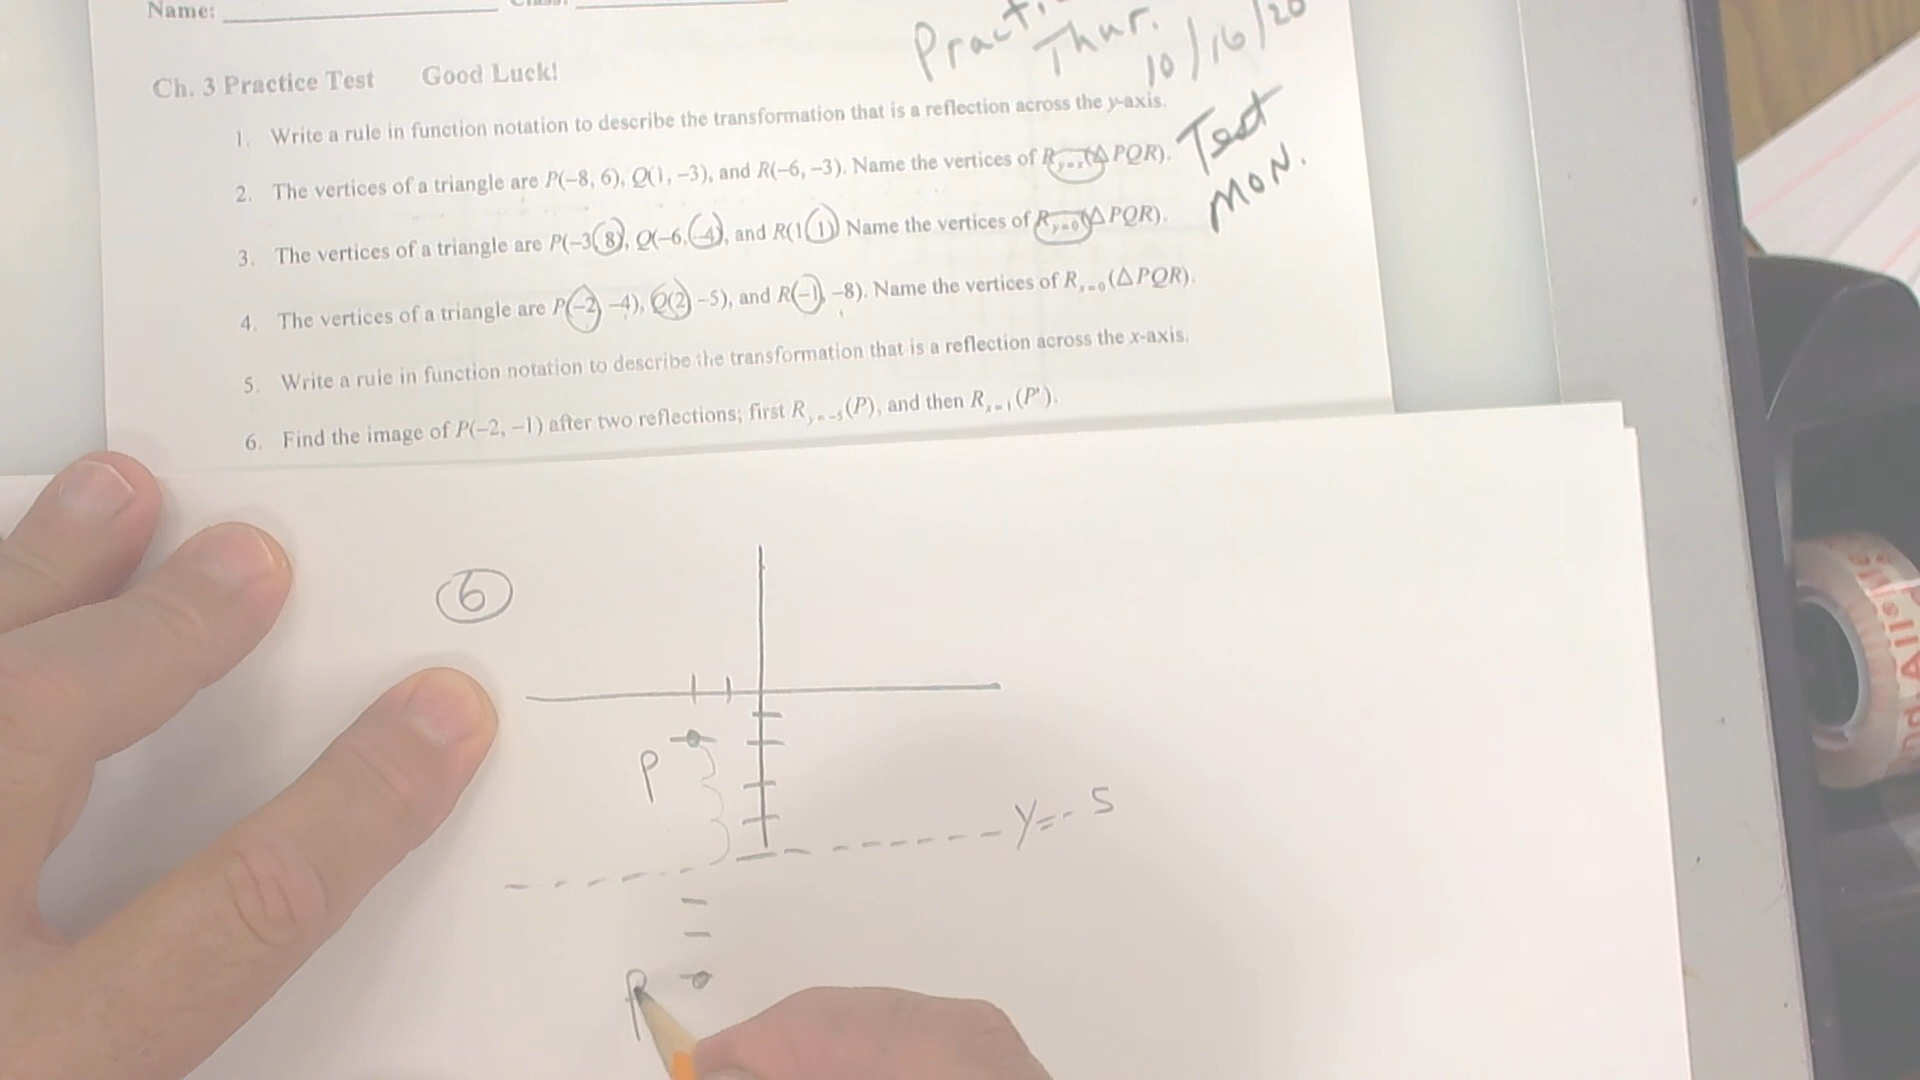 Name:
Practi
Thur.
10/16/20
Ch. 3 Practice Test Good Luck!
Test
MON.
1. Write a rule in function notation to describe the transformation that is a reflection across the y-axis.
2. The vertices of a triangle are P(−8, 6), Q(1, −3), and R(−6, −3). Name the vertices of R y=x (△PQR).
3. The vertices of a triangle are P(−3, 8), Q(−6, −4), and R(1, 1) Name the vertices of R y=0 (△PQR).
4. The vertices of a triangle are P(−2, −4), Q(2, −5), and R(−1, −8). Name the vertices of R x=0 (△PQR).
5. Write a rule in function notation to describe the transformation that is a reflection across the x-axis.
6. Find the image of P(−2, −1) after two reflections; first R y=−5 (P), and then R x=1 (P').
6
P
y=-5
P